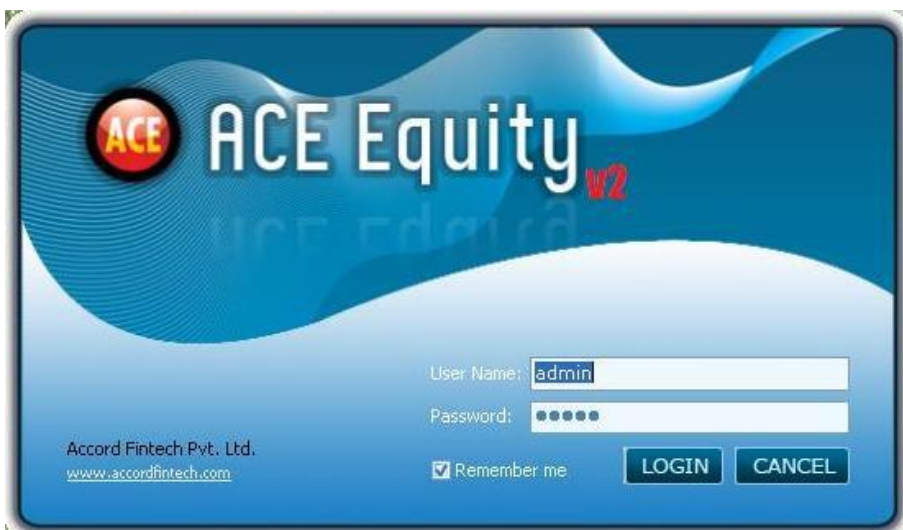 ACE
ACE Equity v2
User Name: admin
Password: •••••
Accord Fintech Pvt. Ltd.
www.accordfintech.com
Remember me
LOGIN
CANCEL